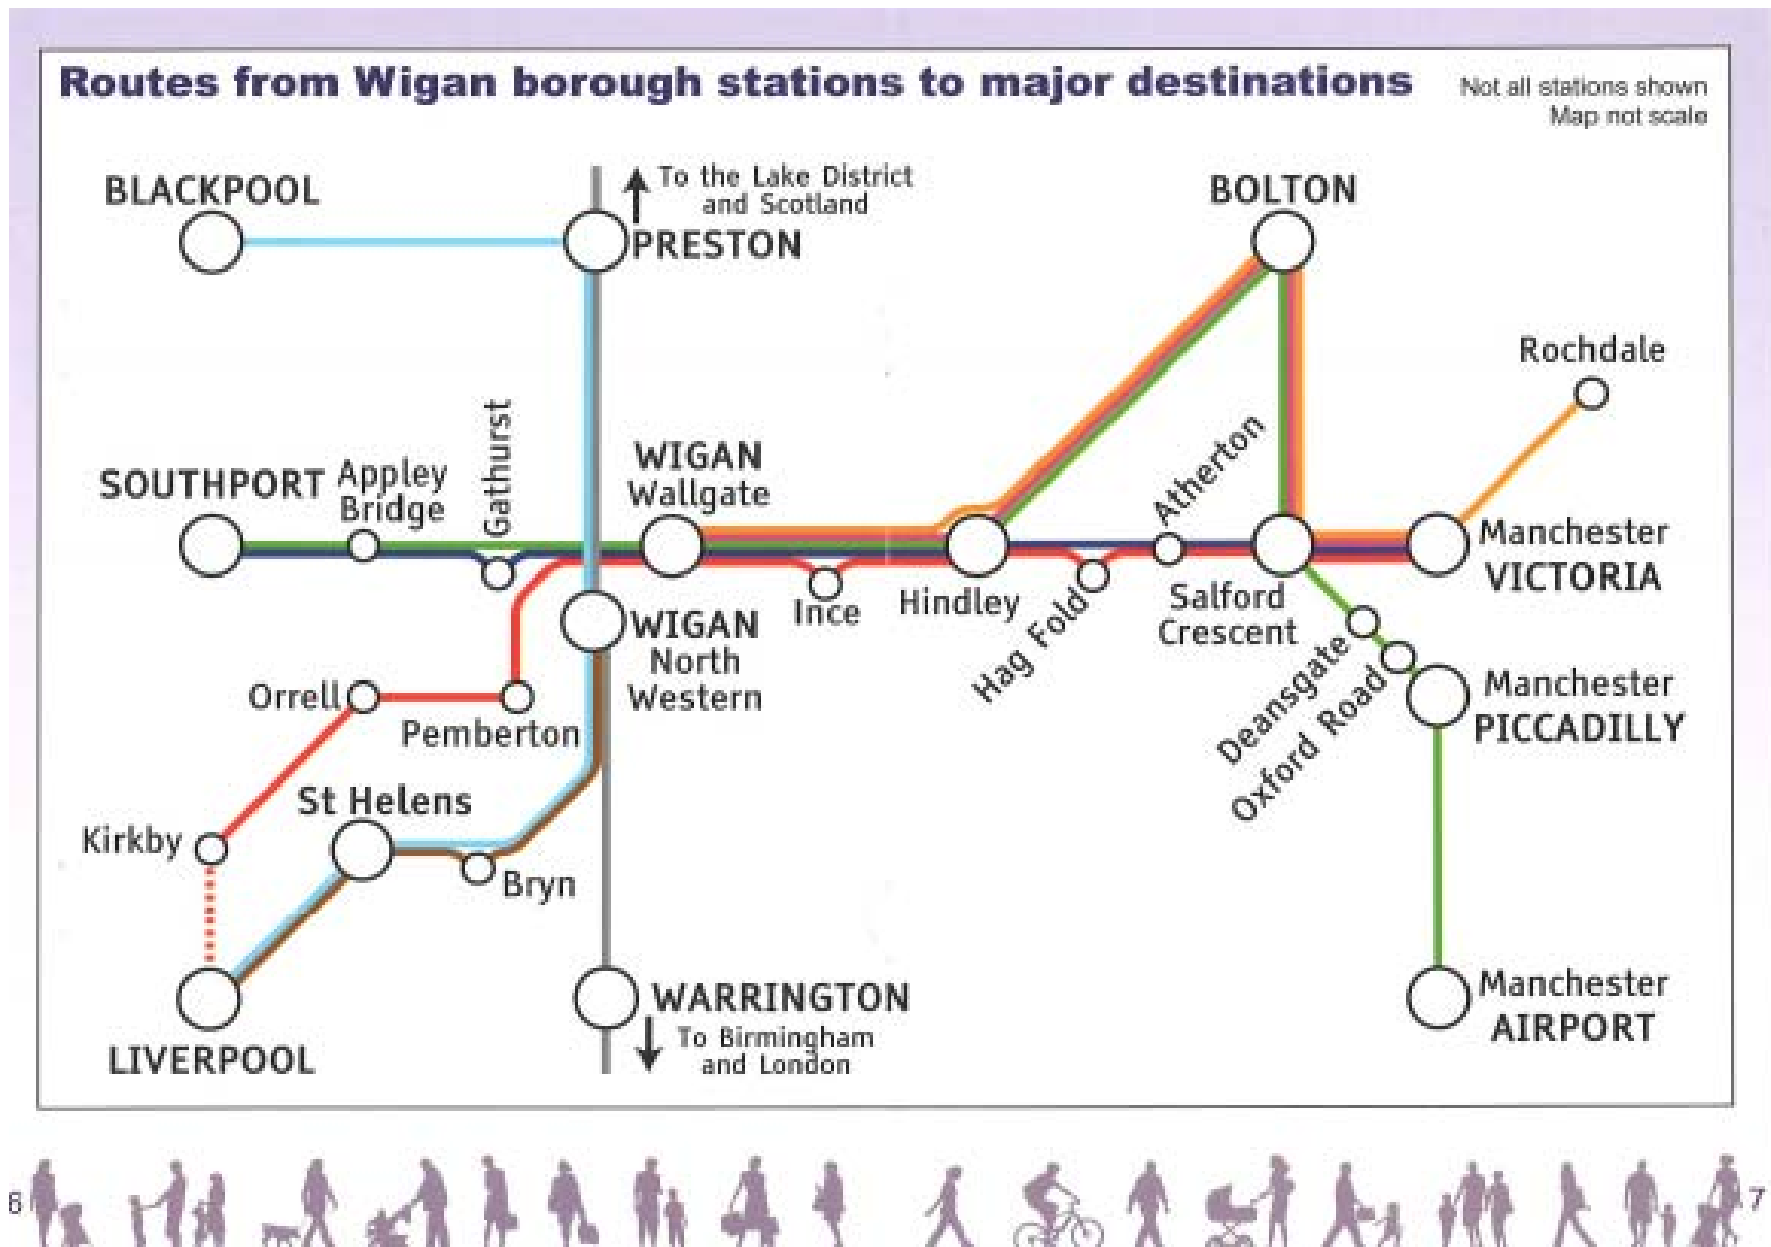 Routes from Wigan borough stations to major destinations
Not all stations shown
Map not scale
BLACKPOOL
To the Lake District
and Scotland
PRESTON
BOLTON
Rochdale
SOUTHPORT
Appley
Bridge
Gathurst
WIGAN
Wallgate
Atherton
Manchester
VICTORIA
Ince
Hindley
Hag Fold
Salford
Crescent
WIGAN
North
Western
Orrell
Pemberton
Deansgate
Oxford Road
Manchester
PICCADILLY
St Helens
Kirkby
Bryn
LIVERPOOL
WARRINGTON
To Birmingham
and London
Manchester
AIRPORT
6
7